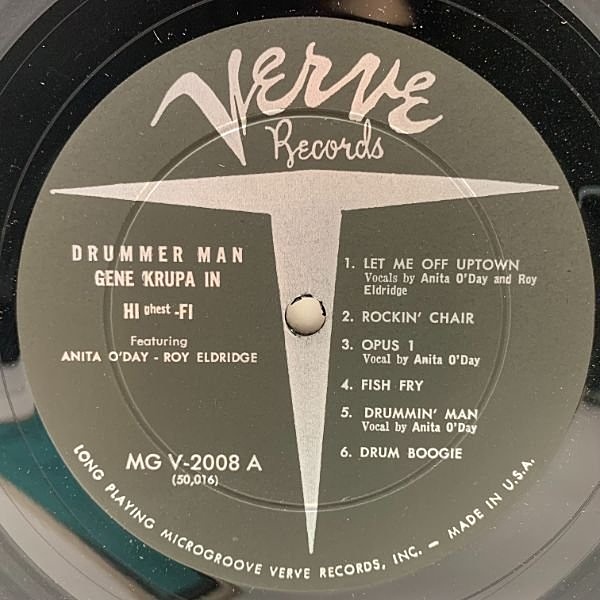 Verve
Records
DRUMMER MAN
GENE KRUPA IN
HI ghest -FI
Featuring
ANITA O'DAY - ROY ELDRIDGE
MG V-2008 A
(50,016)
1. LET ME OFF UPTOWN
Vocals by Anita O'Day and Roy
Eldridge
2. ROCKIN' CHAIR
3. OPUS 1
Vocal by Anita O'Day
4. FISH FRY
5. DRUMMIN' MAN
Vocal by Anita O'Day
6. DRUM BOOGIE
LONG PLAYING MICROGROOVE VERVE RECORDS, INC. — MADE IN U.S.A.